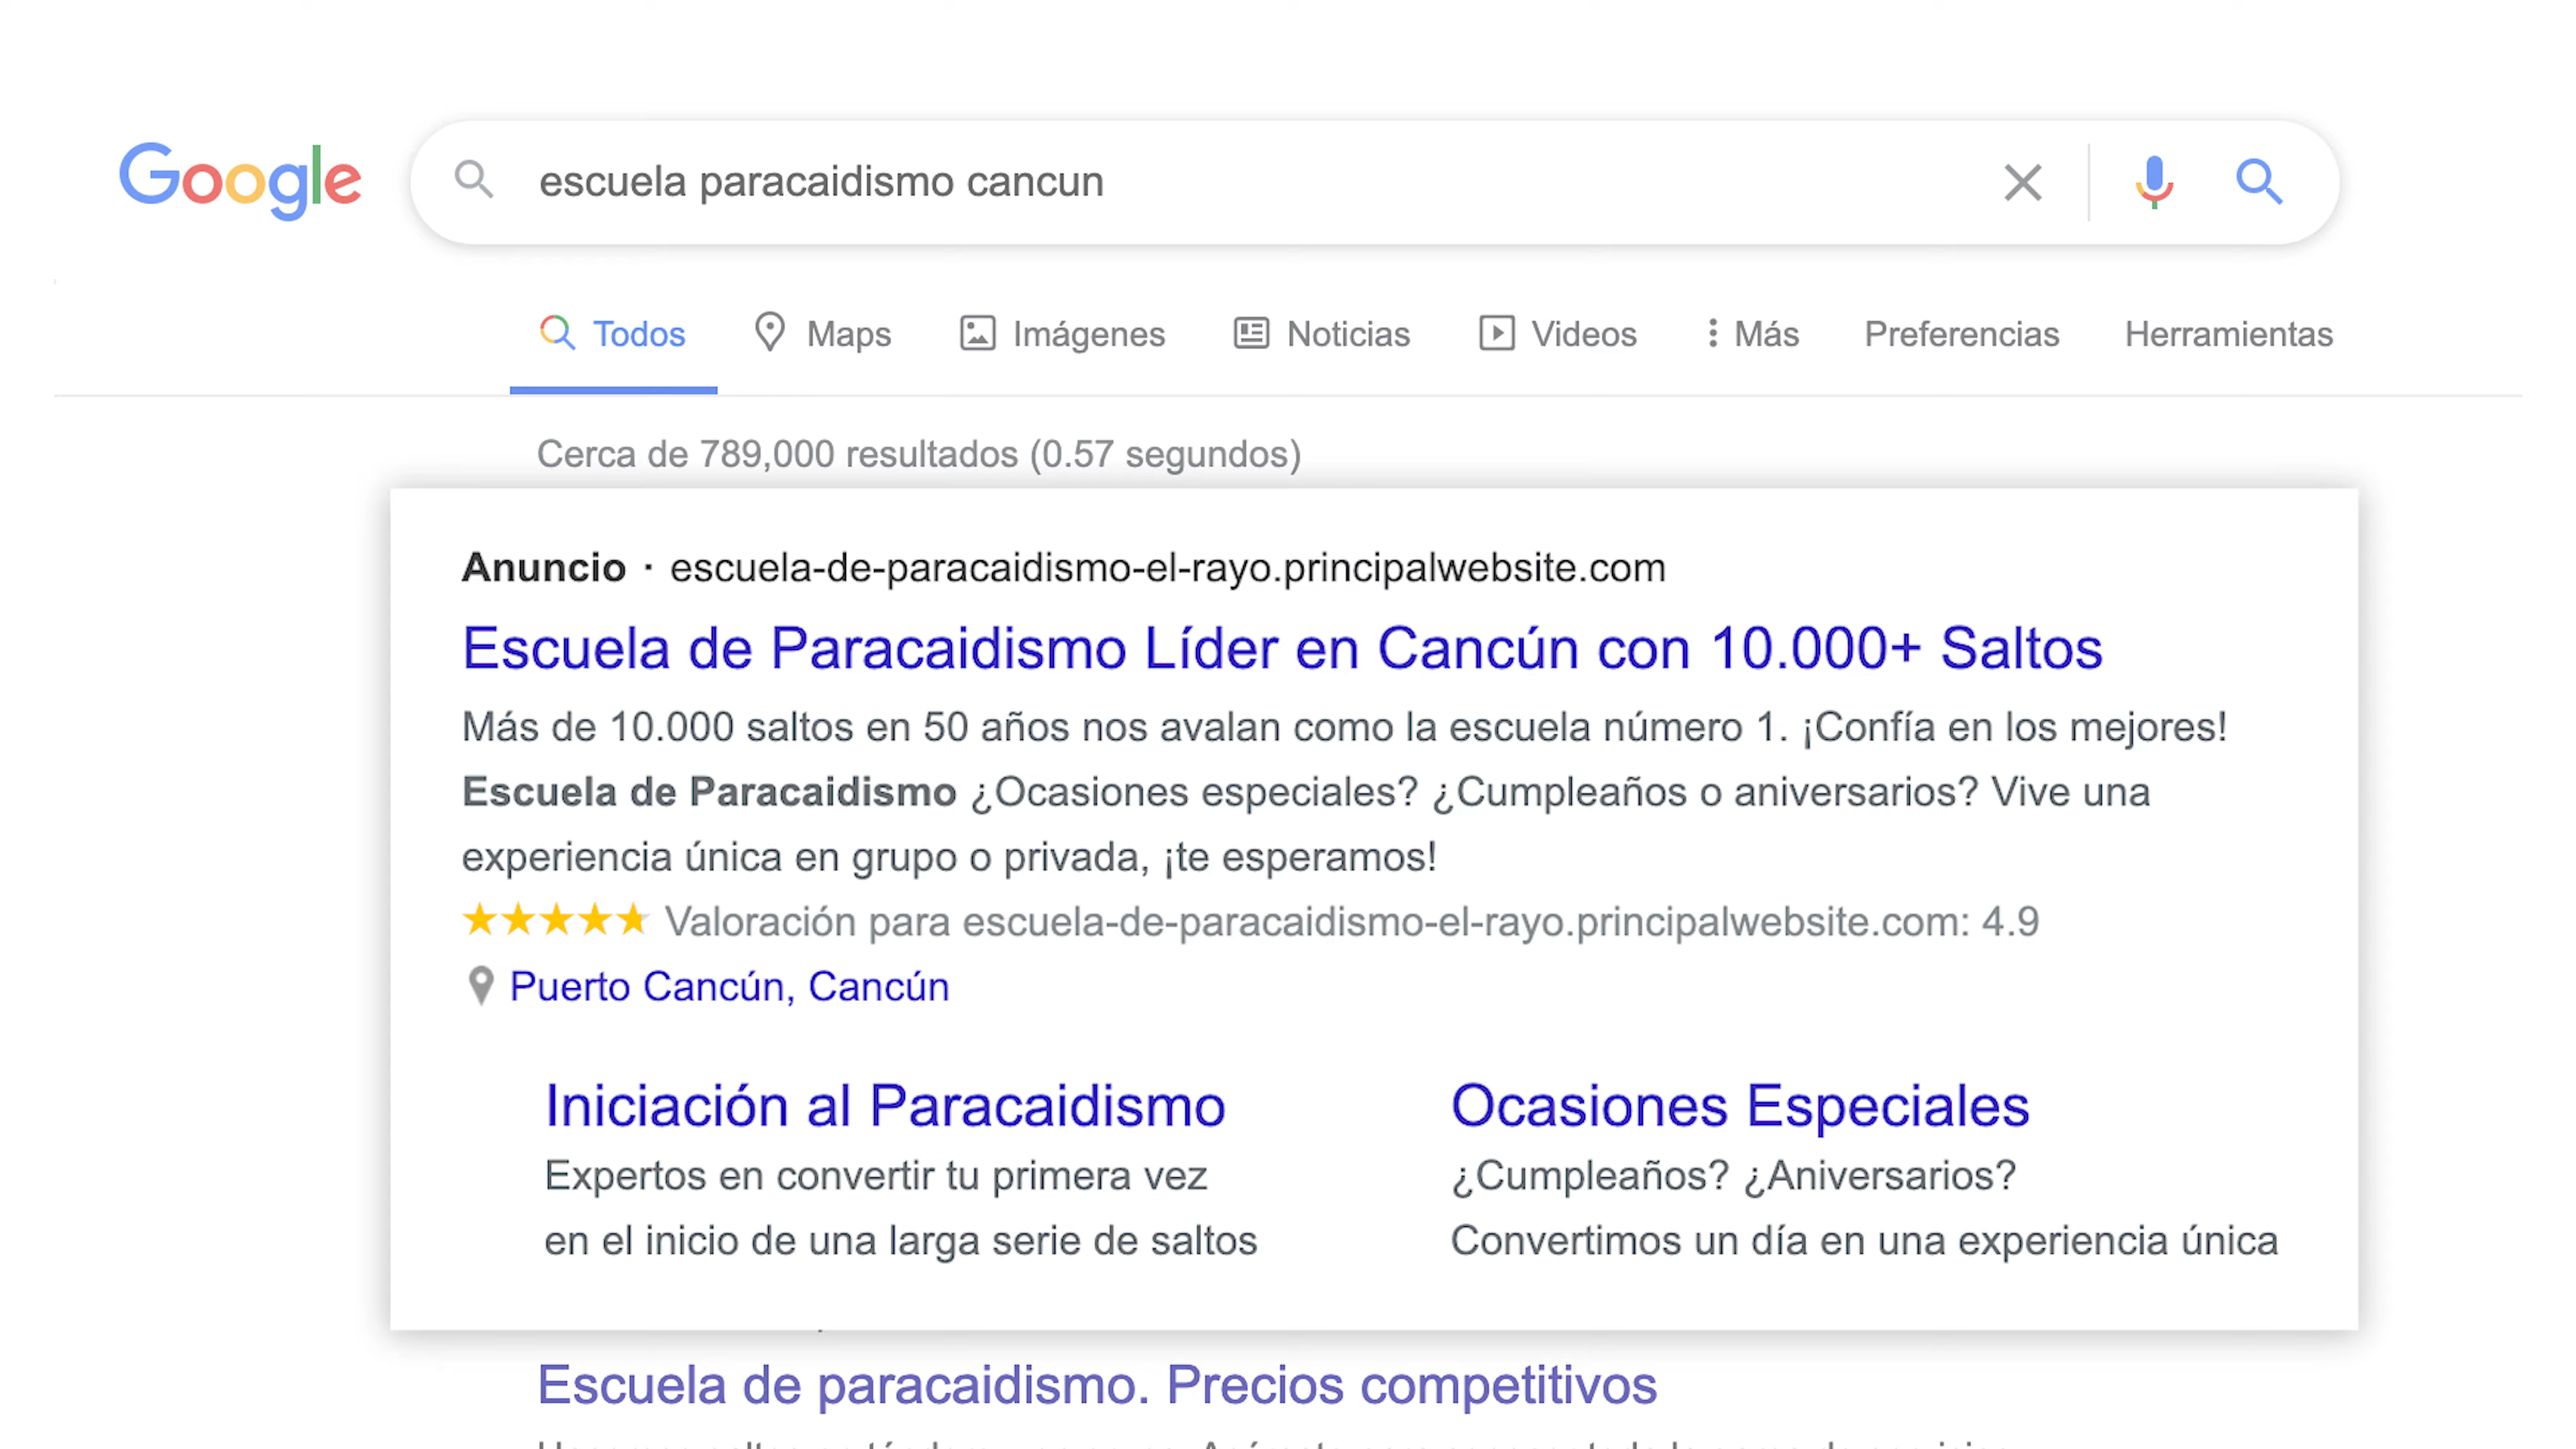 Google
escuela paracaidismo cancun
Todos Maps Imágenes Noticias Videos Más Preferencias Herramientas
Cerca de 789,000 resultados (0.57 segundos)
Anuncio · escuela-de-paracaidismo-el-rayo.principalwebsite.com
Escuela de Paracaidismo Líder en Cancún con 10.000+ Saltos
Más de 10.000 saltos en 50 años nos avalan como la escuela número 1. ¡Confía en los mejores!
Escuela de Paracaidismo ¿Ocasiones especiales? ¿Cumpleaños o aniversarios? Vive una
experiencia única en grupo o privada, ¡te esperamos!
Valoración para escuela-de-paracaidismo-el-rayo.principalwebsite.com: 4.9
Puerto Cancún, Cancún
Iniciación al Paracaidismo
Expertos en convertir tu primera vez
en el inicio de una larga serie de saltos
Ocasiones Especiales
¿Cumpleaños? ¿Aniversarios?
Convertimos un día en una experiencia única
Escuela de paracaidismo. Precios competitivos